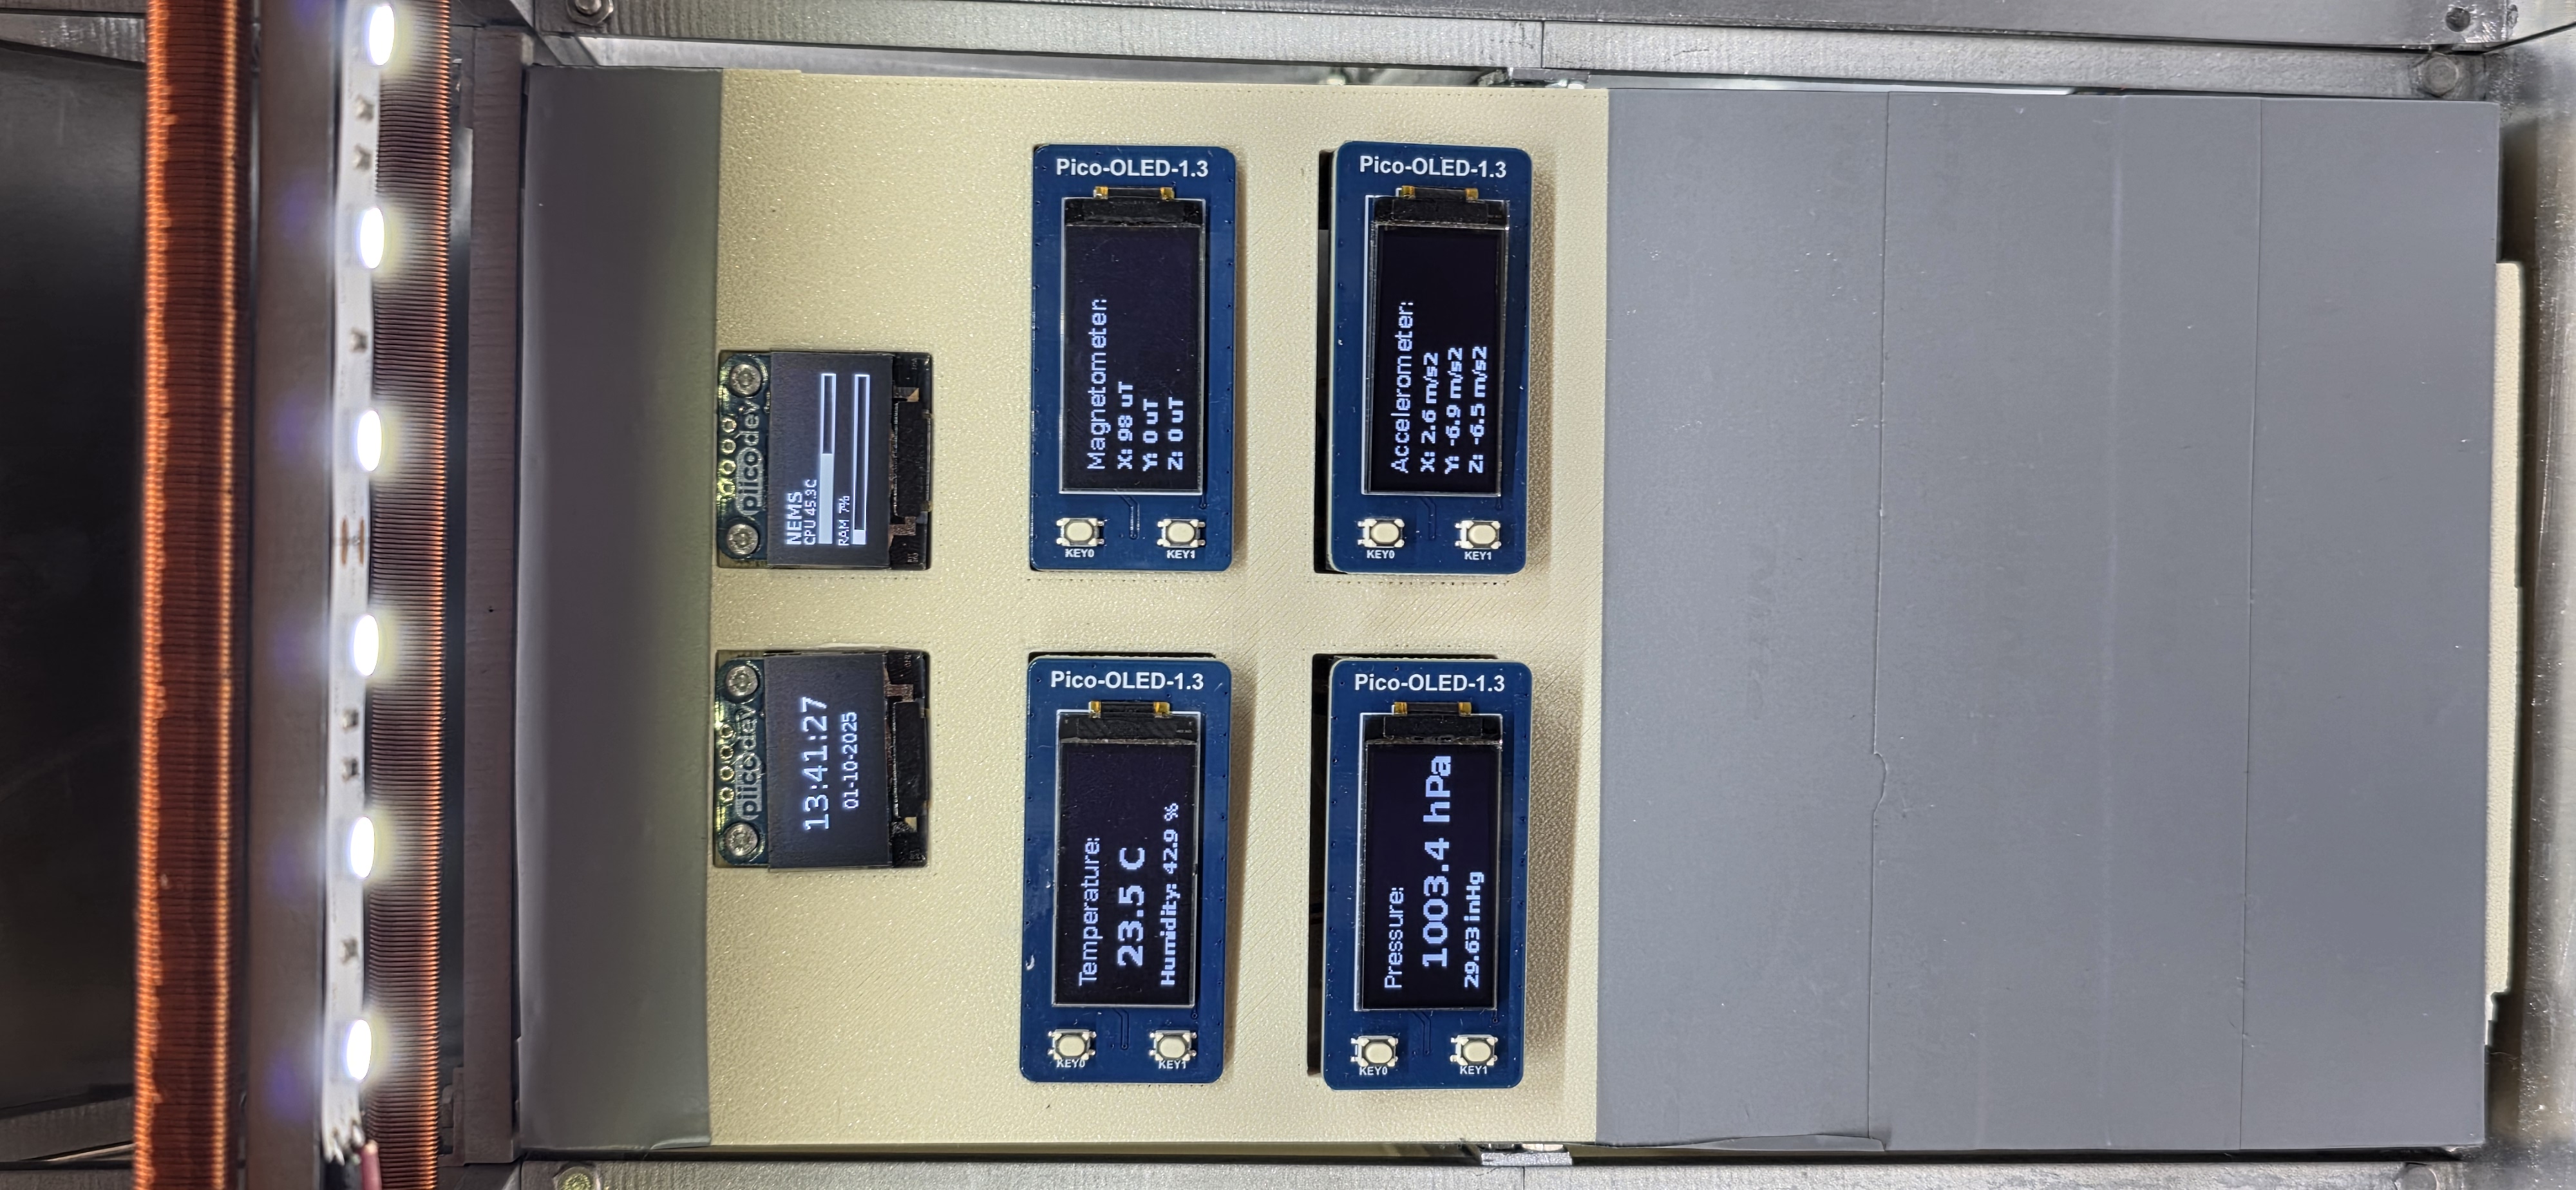 piicodev
13:41:27
01-10-2025
piicodev
NEMS
CPU 45.3C
RAM 7%
KEY0
KEY1
Temperature:
23.5 C
Humidity: 42.9 %
Pico-OLED-1.3
KEY0
KEY1
Magnetometer:
X: 98 uT
Y: 0 uT
Z: 0 uT
Pico-OLED-1.3
KEY0
KEY1
Pressure:
1003.4 hPa
29.63 inHg
Pico-OLED-1.3
KEY0
KEY1
Accelerometer:
X: 2.6 m/s2
Y: -6.9 m/s2
Z: -6.5 m/s2
Pico-OLED-1.3